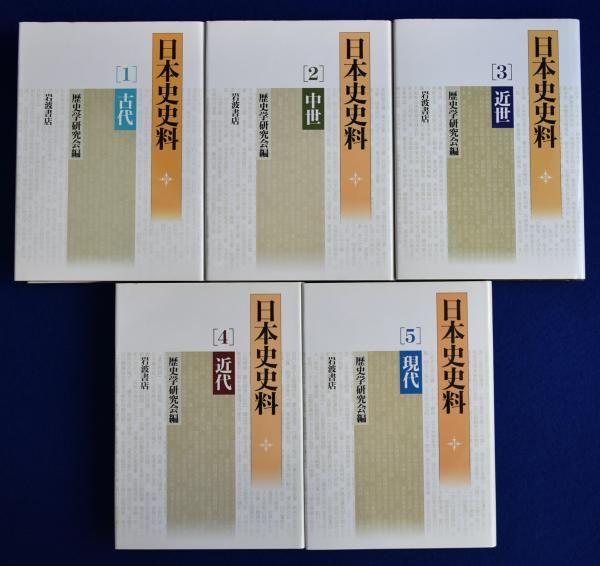 日本史史料
[1]
古代
歴史学研究会編
岩波書店
日本史史料
[2]
中世
歴史学研究会編
岩波書店
日本史史料
[3]
近世
歴史学研究会編
岩波書店
日本史史料
[4]
近代
歴史学研究会編
岩波書店
日本史史料
[5]
現代
歴史学研究会編
岩波書店